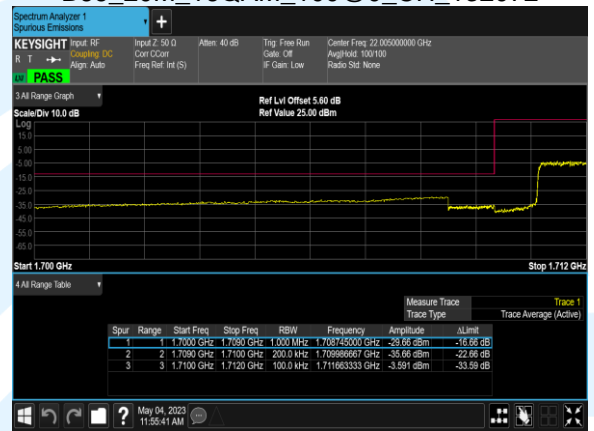 Spectrum Analyzer 1
Spurious Emissions
KEYSIGHT Input: RF Input Z: 50 Ω Atten: 40 dB Trig: Free Run Center Freq: 22.005000000 GHz
R T Coupling: DC Corr CCorr Gate: Off Avg|Hold: 100/100
Align: Auto Freq Ref: Int (S) IF Gain: Low Radio Std: None
LV PASS
3 All Range Graph
Ref Lvl Offset 5.60 dB
Scale/Div 10.0 dB Ref Value 25.00 dBm
Log
15.0
5.00
-5.00
-15.0
-25.0
-35.0
-45.0
-55.0
-65.0
Start 1.700 GHz Stop 1.712 GHz
4 All Range Table
Measure Trace Trace 1
Trace Type Trace Average (Active)
Spur Range Start Freq Stop Freq RBW Frequency Amplitude ΔLimit
1 1 1.7000 GHz 1.7090 GHz 1.000 MHz 1.708745000 GHz -29.66 dBm -16.66 dB
2 2 1.7090 GHz 1.7100 GHz 200.0 kHz 1.709986667 GHz -35.66 dBm -22.66 dB
3 3 1.7100 GHz 1.7120 GHz 100.0 kHz 1.711663333 GHz -3.591 dBm -33.59 dB
? May 04, 2023
11:55:41 AM